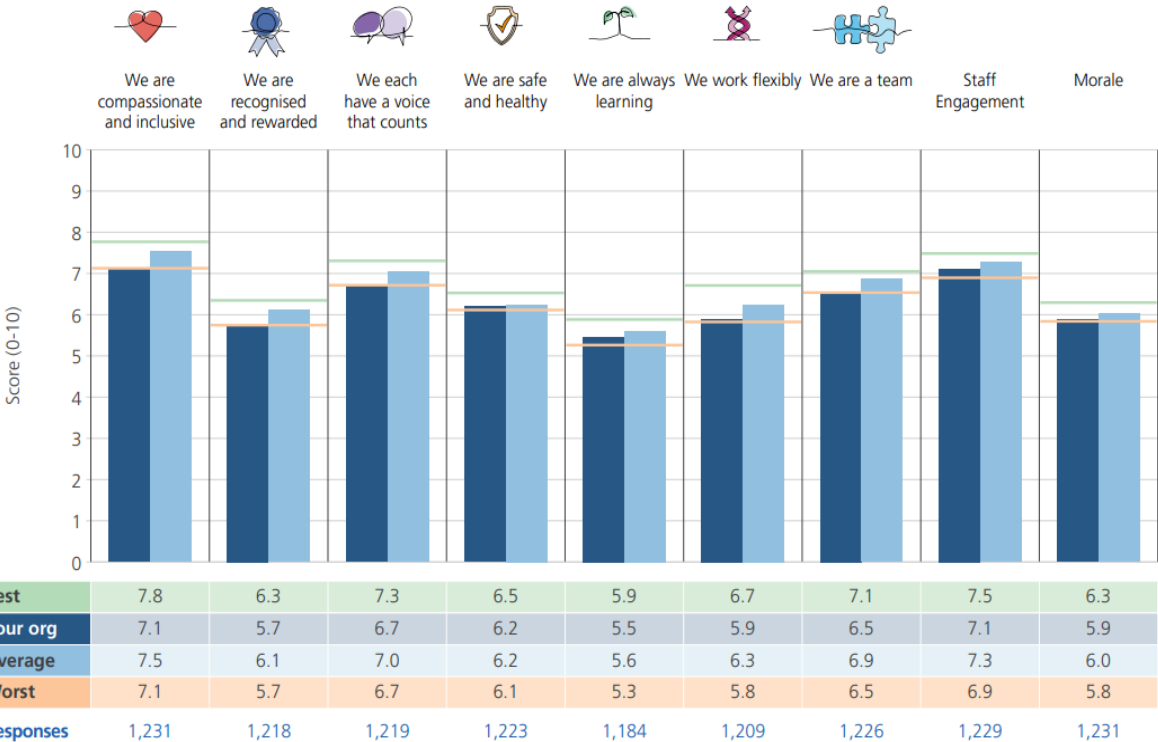 We are
compassionate
and inclusive
We are
recognised
and rewarded
We each
have a voice
that counts
We are safe
and healthy
We are always
learning
We work flexibly
We are a team
Staff
Engagement
Morale
Score (0-10)
10
9
8
7
6
5
4
3
2
1
0
est 7.8 6.3 7.3 6.5 5.9 6.7 7.1 7.5 6.3
our org 7.1 5.7 6.7 6.2 5.5 5.9 6.5 7.1 5.9
verage 7.5 6.1 7.0 6.2 5.6 6.3 6.9 7.3 6.0
orst 7.1 5.7 6.7 6.1 5.3 5.8 6.5 6.9 5.8
esponses 1,231 1,218 1,219 1,223 1,184 1,209 1,226 1,229 1,231